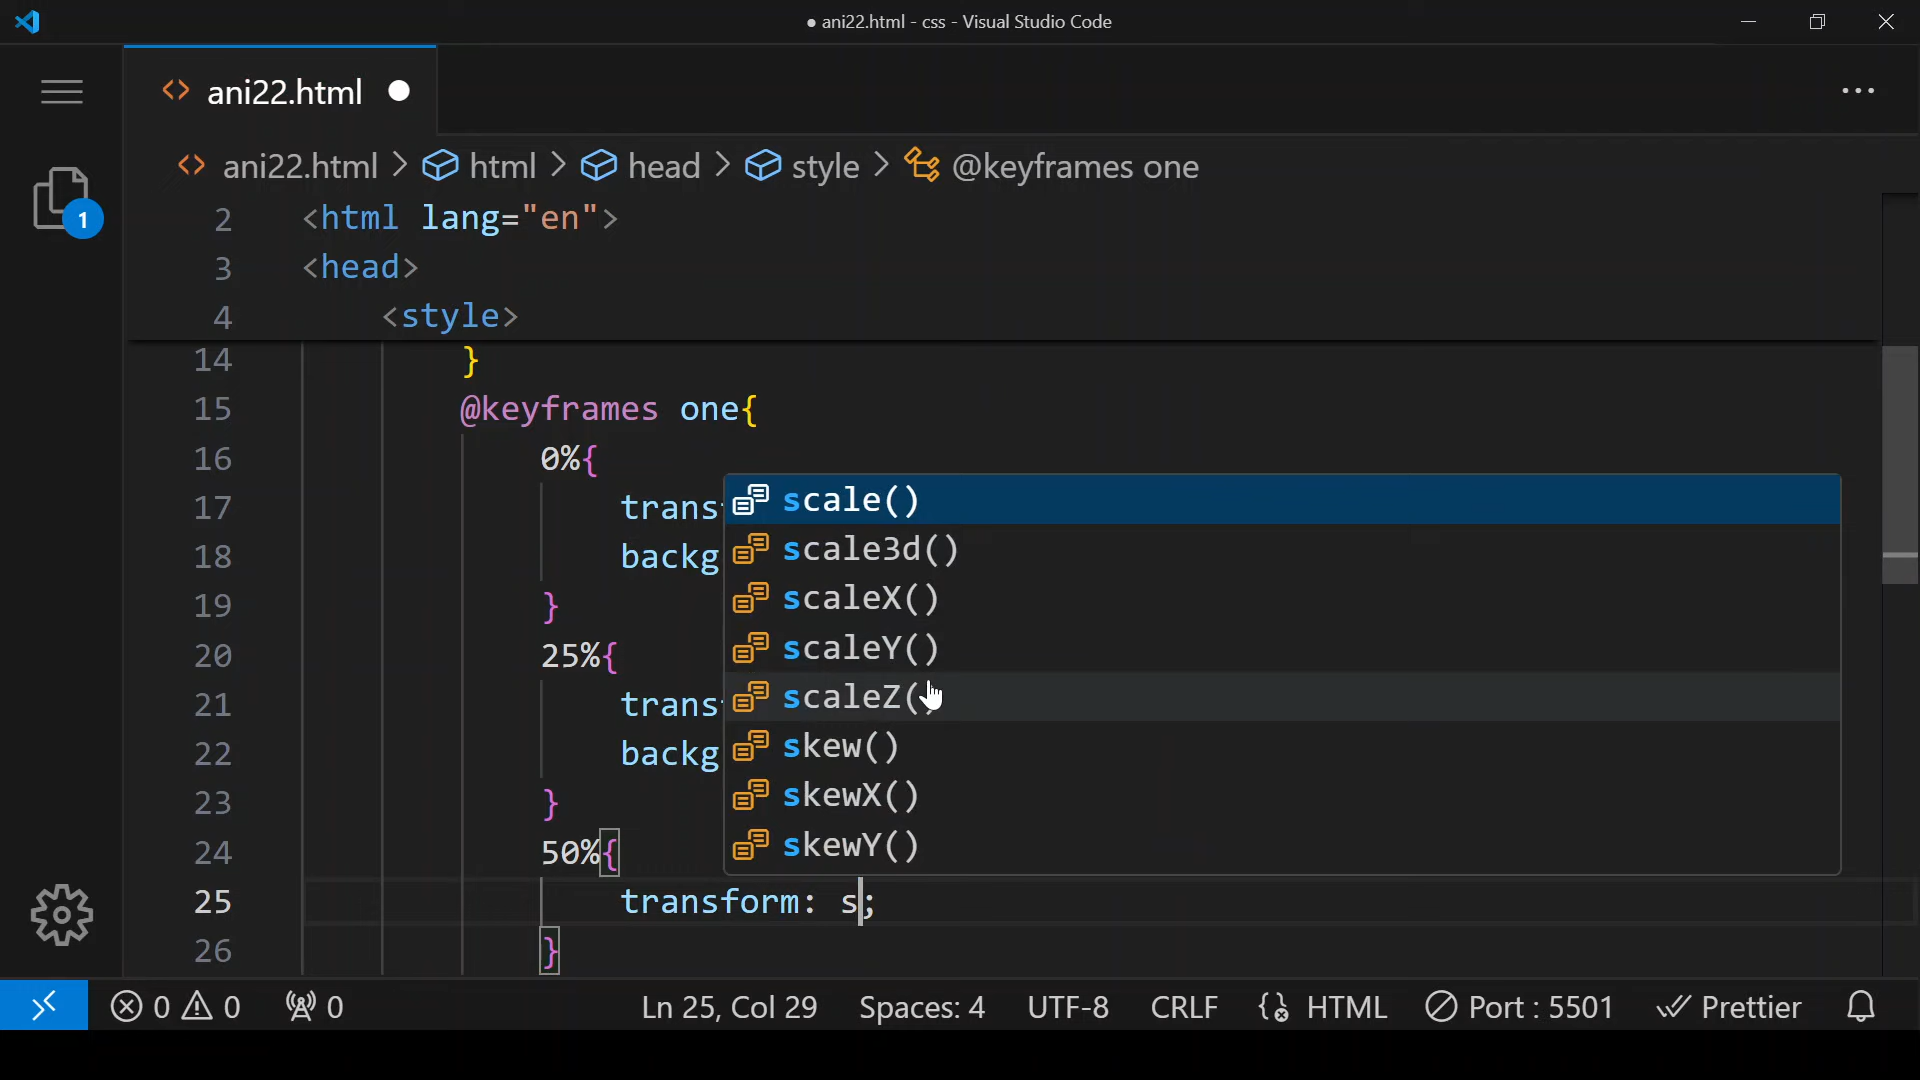 ● ani22.html - css - Visual Studio Code
ani22.html
ani22.html > html > head > style > @keyframes one
1
2 <html lang="en">
3 <head>
4 <style>
14 }
15 @keyframes one{
16 0%{
17 trans
18 backg
19 }
20 25%{
21 trans
22 backg
23 }
24 50%{
25 transform: s;
26 }
scale()
scale3d()
scaleX()
scaleY()
scaleZ()
skew()
skewX()
skewY()
0 0 0 Ln 25, Col 29 Spaces: 4 UTF-8 CRLF {} HTML Port : 5501 Prettier